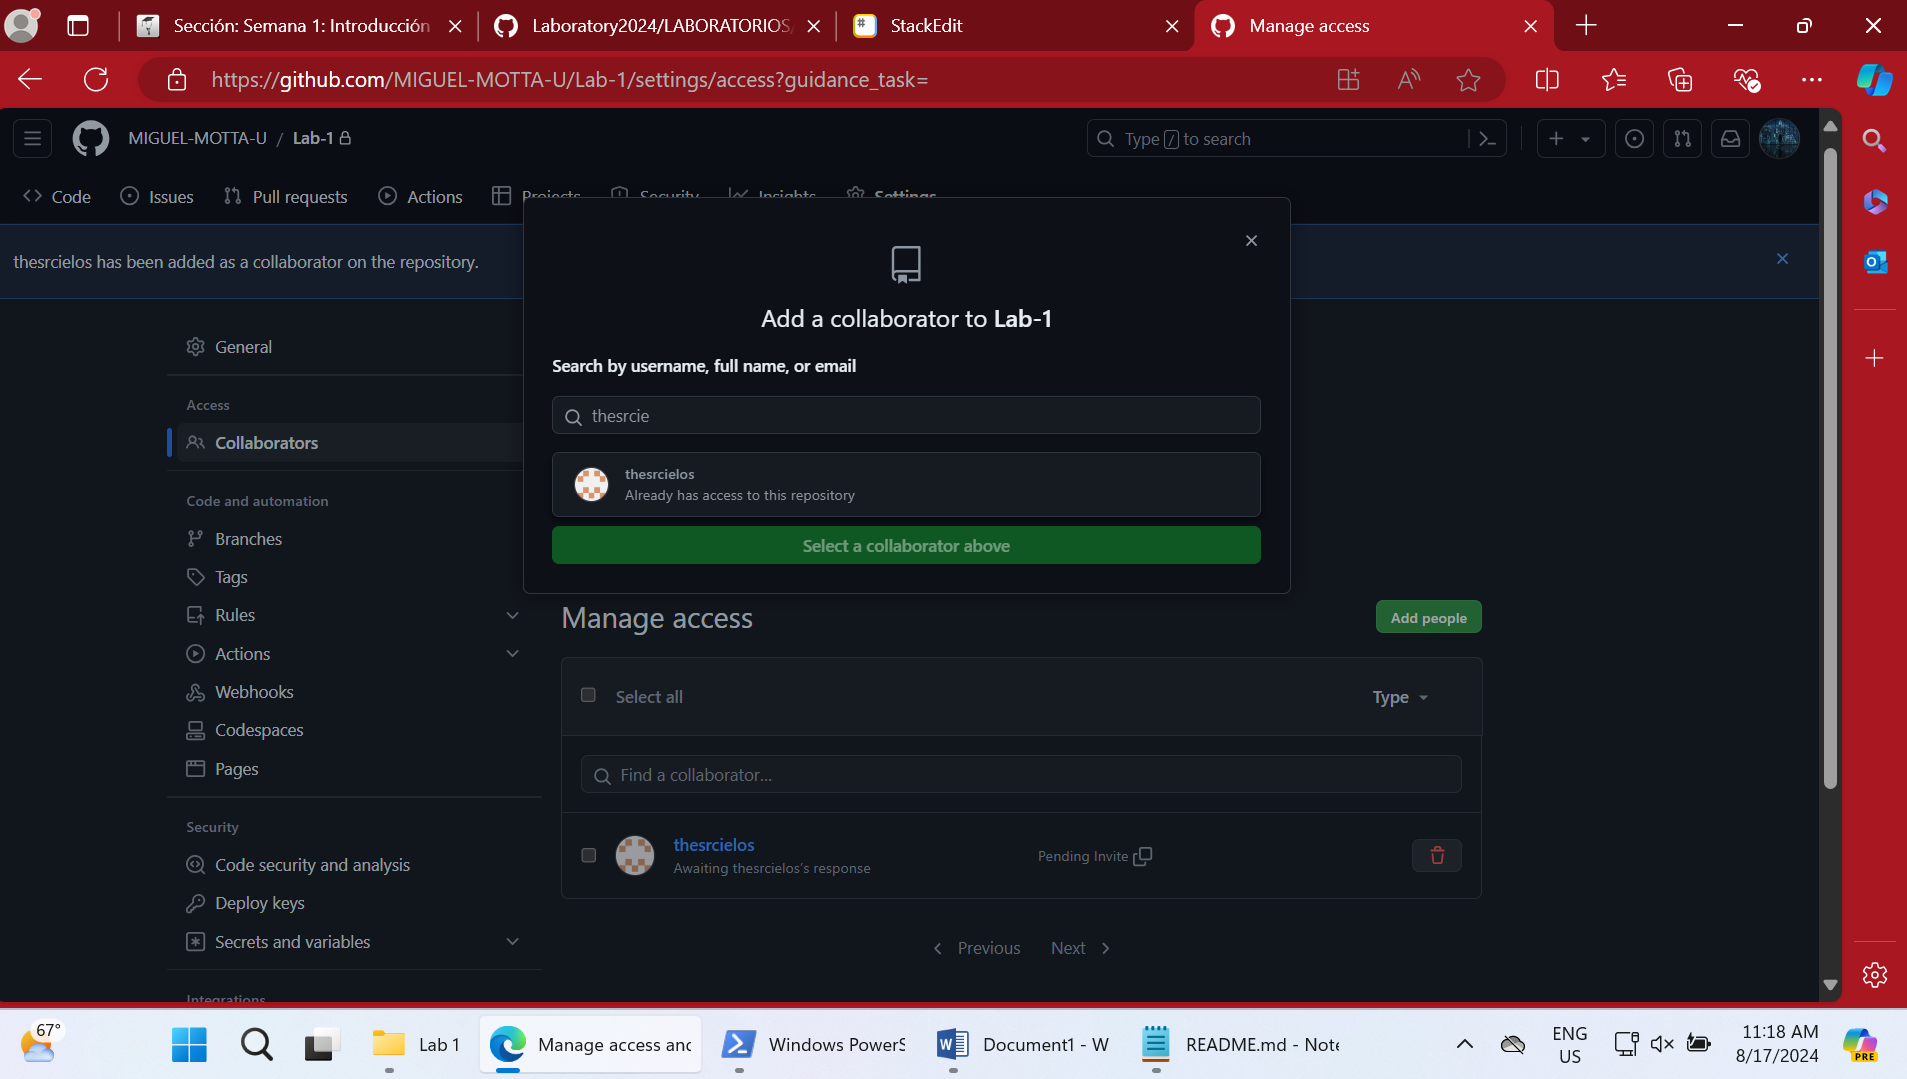 Sección: Semana 1: Introducción
Laboratory2024/LABORATORIOS
StackEdit
Manage access
https://github.com/MIGUEL-MOTTA-U/Lab-1/settings/access?guidance_task=
MIGUEL-MOTTA-U / Lab-1
Type / to search
Code
Issues
Pull requests
Actions
Projects
Security
Insights
Settings
thesrcielos has been added as a collaborator on the repository.
Add a collaborator to Lab-1
Search by username, full name, or email
thesrcie
thesrcielos
Already has access to this repository
Select a collaborator above
General
Access
Collaborators
Code and automation
Branches
Tags
Rules
Actions
Webhooks
Codespaces
Pages
Security
Code security and analysis
Deploy keys
Secrets and variables
Integrations
Manage access
Add people
Select all
Type
Find a collaborator...
thesrcielos
Awaiting thesrcielos's response
Pending Invite
Previous
Next
67°
Lab 1
Manage access and
Windows PowerS
Document1 - W
README.md - Note
ENG
US
11:18 AM
8/17/2024
PRE